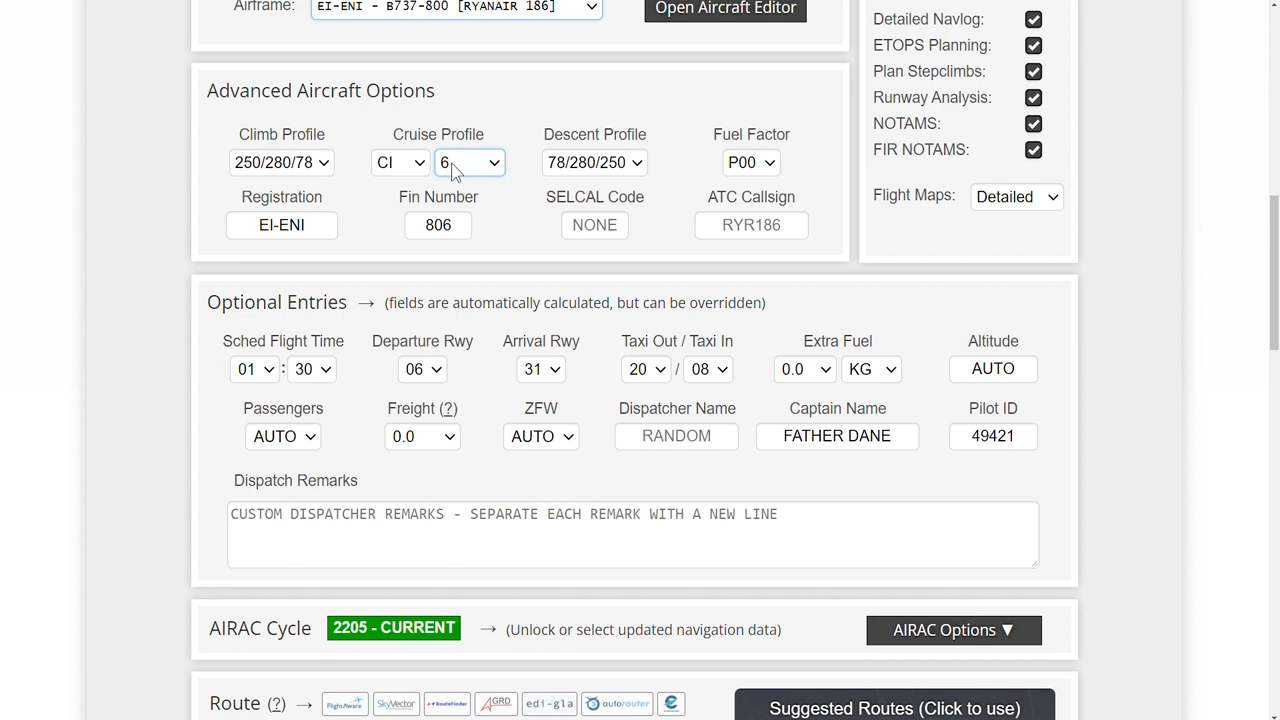 Airframe: EI-ENI - B737-800 [RYANAIR 186] Open Aircraft Editor
Advanced Aircraft Options
Climb Profile Cruise Profile Descent Profile Fuel Factor
250/280/78 CI 6 78/280/250 P00
Registration Fin Number SELCAL Code ATC Callsign
EI-ENI 806 NONE RYR186
Detailed Navlog:
ETOPS Planning:
Plan Stepclimbs:
Runway Analysis:
NOTAMS:
FIR NOTAMS:
Flight Maps: Detailed
Optional Entries → (fields are automatically calculated, but can be overridden)
Sched Flight Time Departure Rwy Arrival Rwy Taxi Out / Taxi In Extra Fuel Altitude
01 : 30 06 31 20 / 08 0.0 KG AUTO
Passengers Freight (?) ZFW Dispatcher Name Captain Name Pilot ID
AUTO 0.0 AUTO RANDOM FATHER DANE 49421
Dispatch Remarks
CUSTOM DISPATCHER REMARKS - SEPARATE EACH REMARK WITH A NEW LINE
AIRAC Cycle 2205 - CURRENT → (Unlock or select updated navigation data) AIRAC Options ▼
Route (?) → FlightAware SkyVector RouteFinder AGRD edi-gla autorouter Suggested Routes (Click to use)